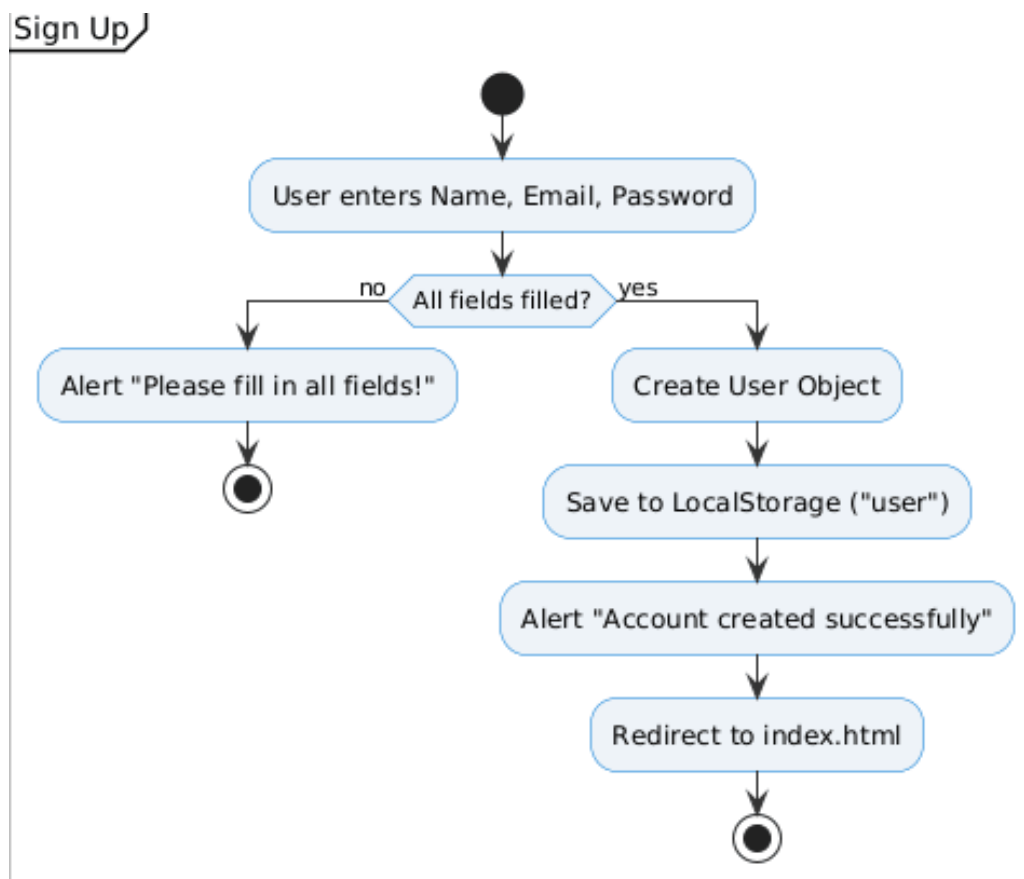 Sign Up
User enters Name, Email, Password
no
All fields filled?
yes
Alert "Please fill in all fields!"
Create User Object
Save to LocalStorage ("user")
Alert "Account created successfully"
Redirect to index.html